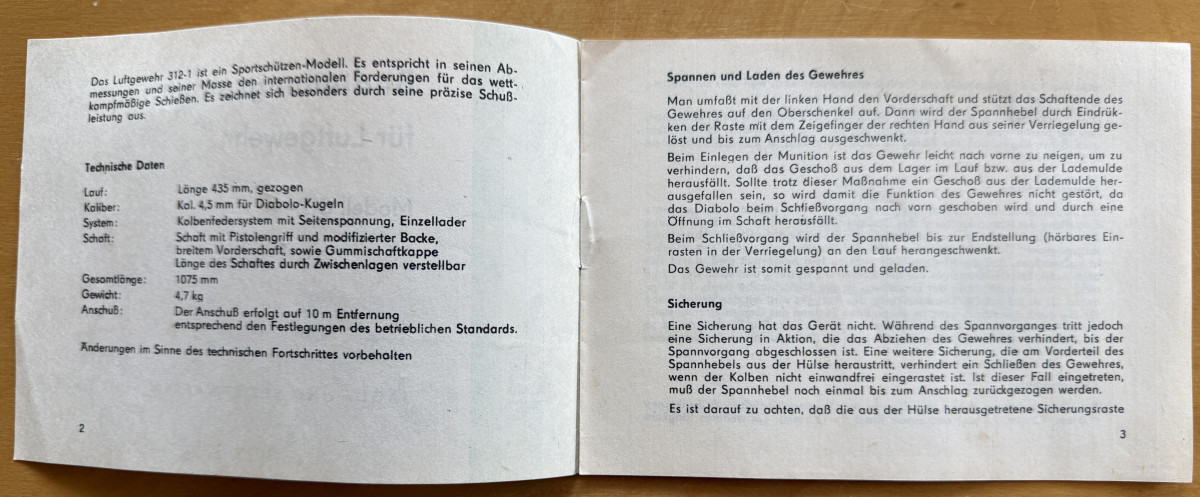 Das Luftgewehr 312-1 ist ein Sportschützen-Modell. Es entspricht in seinen Ab-
messungen und seiner Masse den internationalen Forderungen für das wett-
kampfmäßige Schießen. Es zeichnet sich besonders durch seine präzise Schuß-
leistung aus.
Technische Daten
Lauf: Länge 435 mm, gezogen
Kaliber: Kal. 4,5 mm für Diabolo-Kugeln
System: Kolbenfedersystem mit Seitenspannung, Einzellader
Schaft: Schaft mit Pistolengriff und modifizierter Backe,
breitem Vorderschaft, sowie Gummischaftkappe
Länge des Schaftes durch Zwischenlagen verstellbar
Gesamtlänge: 1075 mm
Gewicht: 4,7 kg
Anschuß: Der Anschuß erfolgt auf 10 m Entfernung
entsprechend den Festlegungen des betrieblichen Standards.
Änderungen im Sinne des technischen Fortschrittes vorbehalten
2
Spannen und Laden des Gewehres
Man umfaßt mit der linken Hand den Vorderschaft und stützt das Schaftende des
Gewehres auf den Oberschenkel auf. Dann wird der Spannhebel durch Eindrük-
ken der Raste mit dem Zeigefinger der rechten Hand aus seiner Verriegelung ge-
löst und bis zum Anschlag ausgeschwenkt.
Beim Einlegen der Munition ist das Gewehr leicht nach vorne zu neigen, um zu
verhindern, daß das Geschoß aus dem Lager im Lauf bzw. aus der Lademulde
herausfällt. Sollte trotz dieser Maßnahme ein Geschoß aus der Lademulde her-
ausgefallen sein, so wird damit die Funktion des Gewehres nicht gestört, da
das Diabolo beim Schfießvorgang nach vorn geschoben wird und durch eine
Öffnung im Schaft herausfällt.
Beim Schließvorgang wird der Spannhebel bis zur Endstellung (hörbares Ein-
rasten in der Verriegelung) an den Lauf herangeschwenkt.
Das Gewehr ist somit gespannt und geladen.
Sicherung
Eine Sicherung hat das Gerät nicht. Während des Spannvorganges tritt jedoch
eine Sicherung in Aktion, die das Abziehen des Gewehres verhindert, bis der
Spannvorgang abgeschlossen ist. Eine weitere Sicherung, die am Vorderteil des
Spannhebels aus der Hülse heraustritt, verhindert ein Schließen des Gewehres,
wenn der Kolben nicht einwandfrei eingerastet ist. Ist dieser Fall eingetreten,
muß der Spannhebel noch einmal bis zum Anschlag zurückgezogen werden.
Es ist darauf zu achten, daß die aus der Hülse herausgetretene Sicherungsraste
3